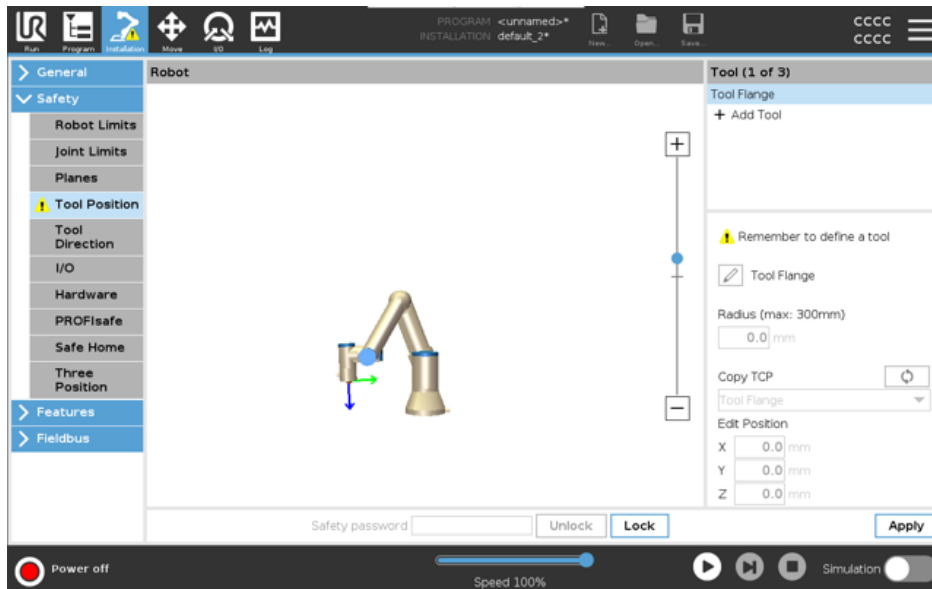 PROGRAM <unnamed>*
INSTALLATION default_2*
New...
Open...
Save...
cccc
cccc
Run
Program
Installation
Move
I/O
Log
General
Safety
Robot Limits
Joint Limits
Planes
Tool Position
Tool
Direction
I/O
Hardware
PROFIsafe
Safe Home
Three
Position
Features
Fieldbus
Robot
Tool (1 of 3)
Tool Flange
+ Add Tool
Remember to define a tool
Tool Flange
Radius (max: 300mm)
0.0 mm
Copy TCP
Tool Flange
Edit Position
X 0.0 mm
Y 0.0 mm
Z 0.0 mm
Safety password
Unlock
Lock
Apply
Power off
Speed 100%
Simulation